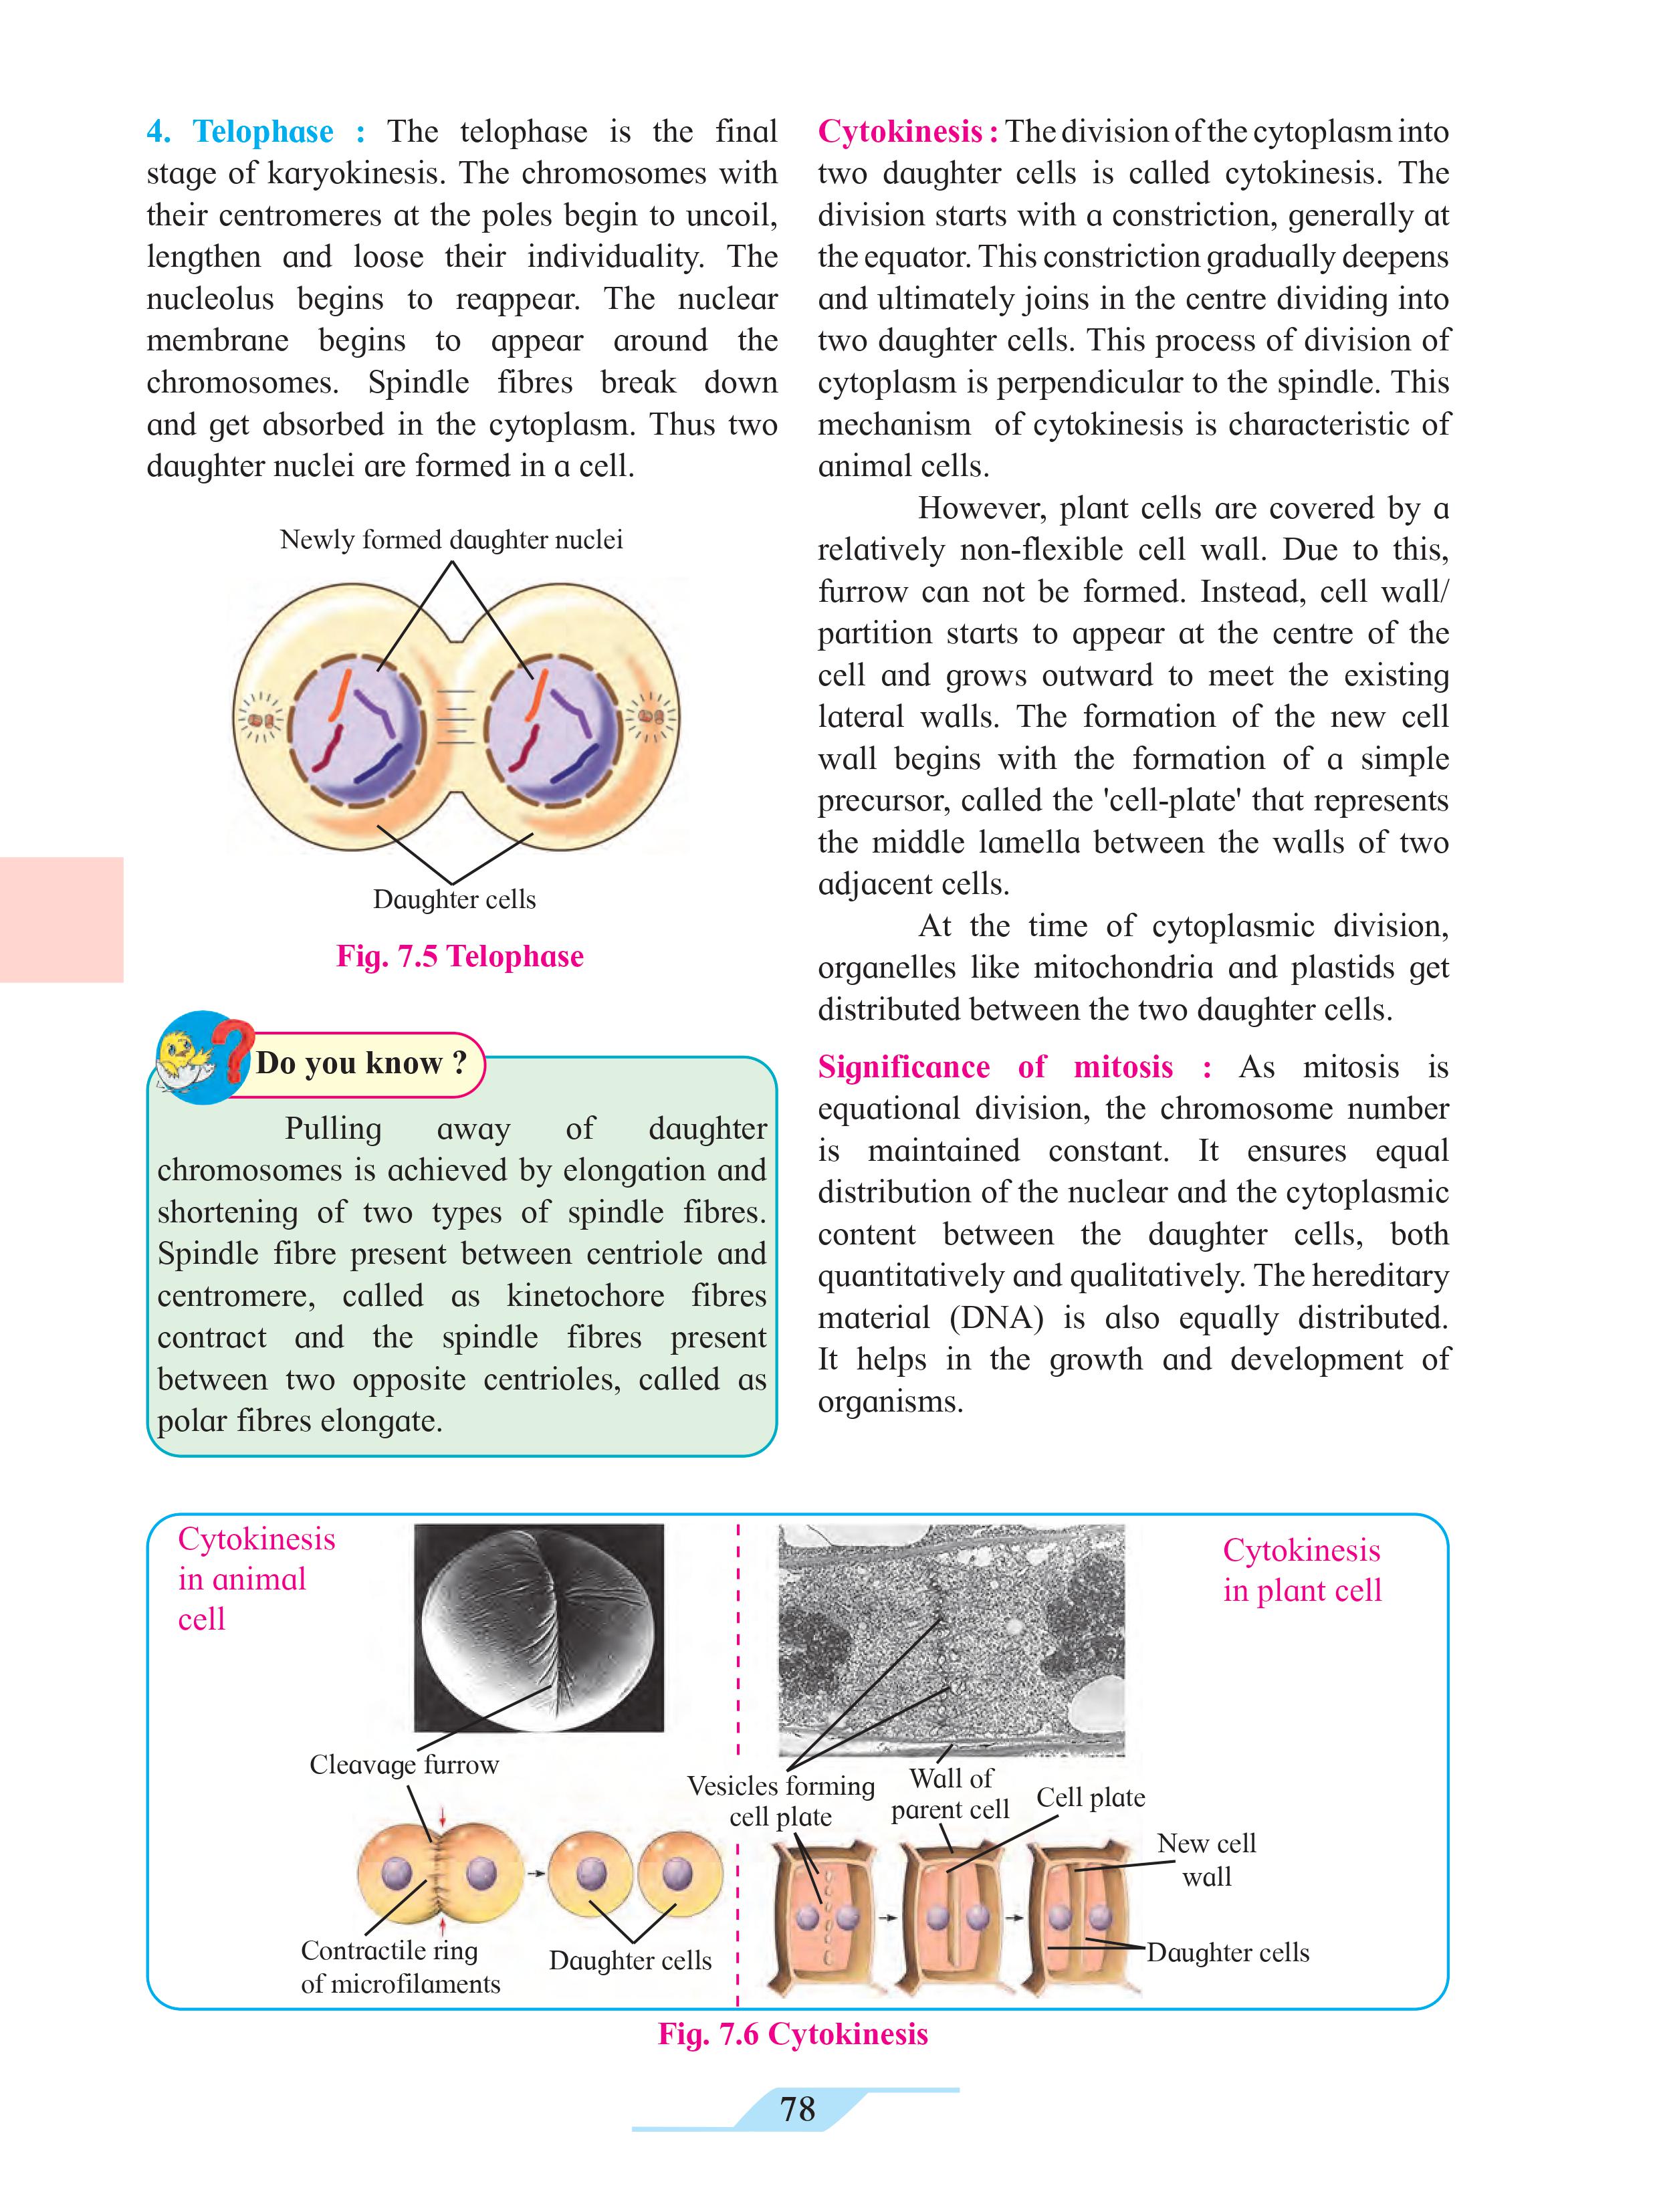 4. Telophase : The telophase is the final
stage of karyokinesis. The chromosomes with
their centromeres at the poles begin to uncoil,
lengthen and loose their individuality. The
nucleolus begins to reappear. The nuclear
membrane begins to appear around the
chromosomes. Spindle fibres break down
and get absorbed in the cytoplasm. Thus two
daughter nuclei are formed in a cell.
Newly formed daughter nuclei
Daughter cells
Fig. 7.5 Telophase
Do you know ?
Pulling away of daughter
chromosomes is achieved by elongation and
shortening of two types of spindle fibres.
Spindle fibre present between centriole and
centromere, called as kinetochore fibres
contract and the spindle fibres present
between two opposite centrioles, called as
polar fibres elongate.
Cytokinesis : The division of the cytoplasm into
two daughter cells is called cytokinesis. The
division starts with a constriction, generally at
the equator. This constriction gradually deepens
and ultimately joins in the centre dividing into
two daughter cells. This process of division of
cytoplasm is perpendicular to the spindle. This
mechanism of cytokinesis is characteristic of
animal cells.
However, plant cells are covered by a
relatively non-flexible cell wall. Due to this,
furrow can not be formed. Instead, cell wall/
partition starts to appear at the centre of the
cell and grows outward to meet the existing
lateral walls. The formation of the new cell
wall begins with the formation of a simple
precursor, called the 'cell-plate' that represents
the middle lamella between the walls of two
adjacent cells.
At the time of cytoplasmic division,
organelles like mitochondria and plastids get
distributed between the two daughter cells.
Significance of mitosis : As mitosis is
equational division, the chromosome number
is maintained constant. It ensures equal
distribution of the nuclear and the cytoplasmic
content between the daughter cells, both
quantitatively and qualitatively. The hereditary
material (DNA) is also equally distributed.
It helps in the growth and development of
organisms.
Cytokinesis
in animal
cell
Cleavage furrow
Contractile ring
of microfilaments
Daughter cells
Cytokinesis
in plant cell
Vesicles forming
cell plate
Wall of
parent cell
Cell plate
New cell
wall
Daughter cells
Fig. 7.6 Cytokinesis
78